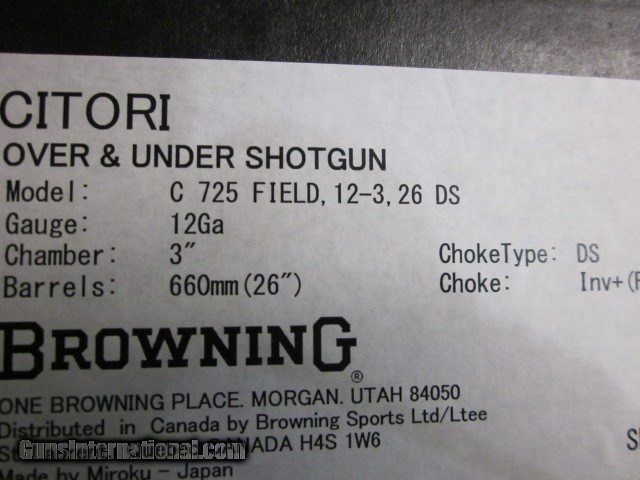 CITORI
OVER & UNDER SHOTGUN
Model: C 725 FIELD, 12-3, 26 DS
Gauge: 12Ga
Chamber: 3" ChokeType: DS
Barrels: 660mm(26") Choke: Inv+(F
BROWNING®
ONE BROWNING PLACE. MORGAN. UTAH 84050
Distributed in Canada by Browning Sports Ltd/Ltee
CANADA H4S 1W6
GunsInternational.com
Made by Miroku - Japan